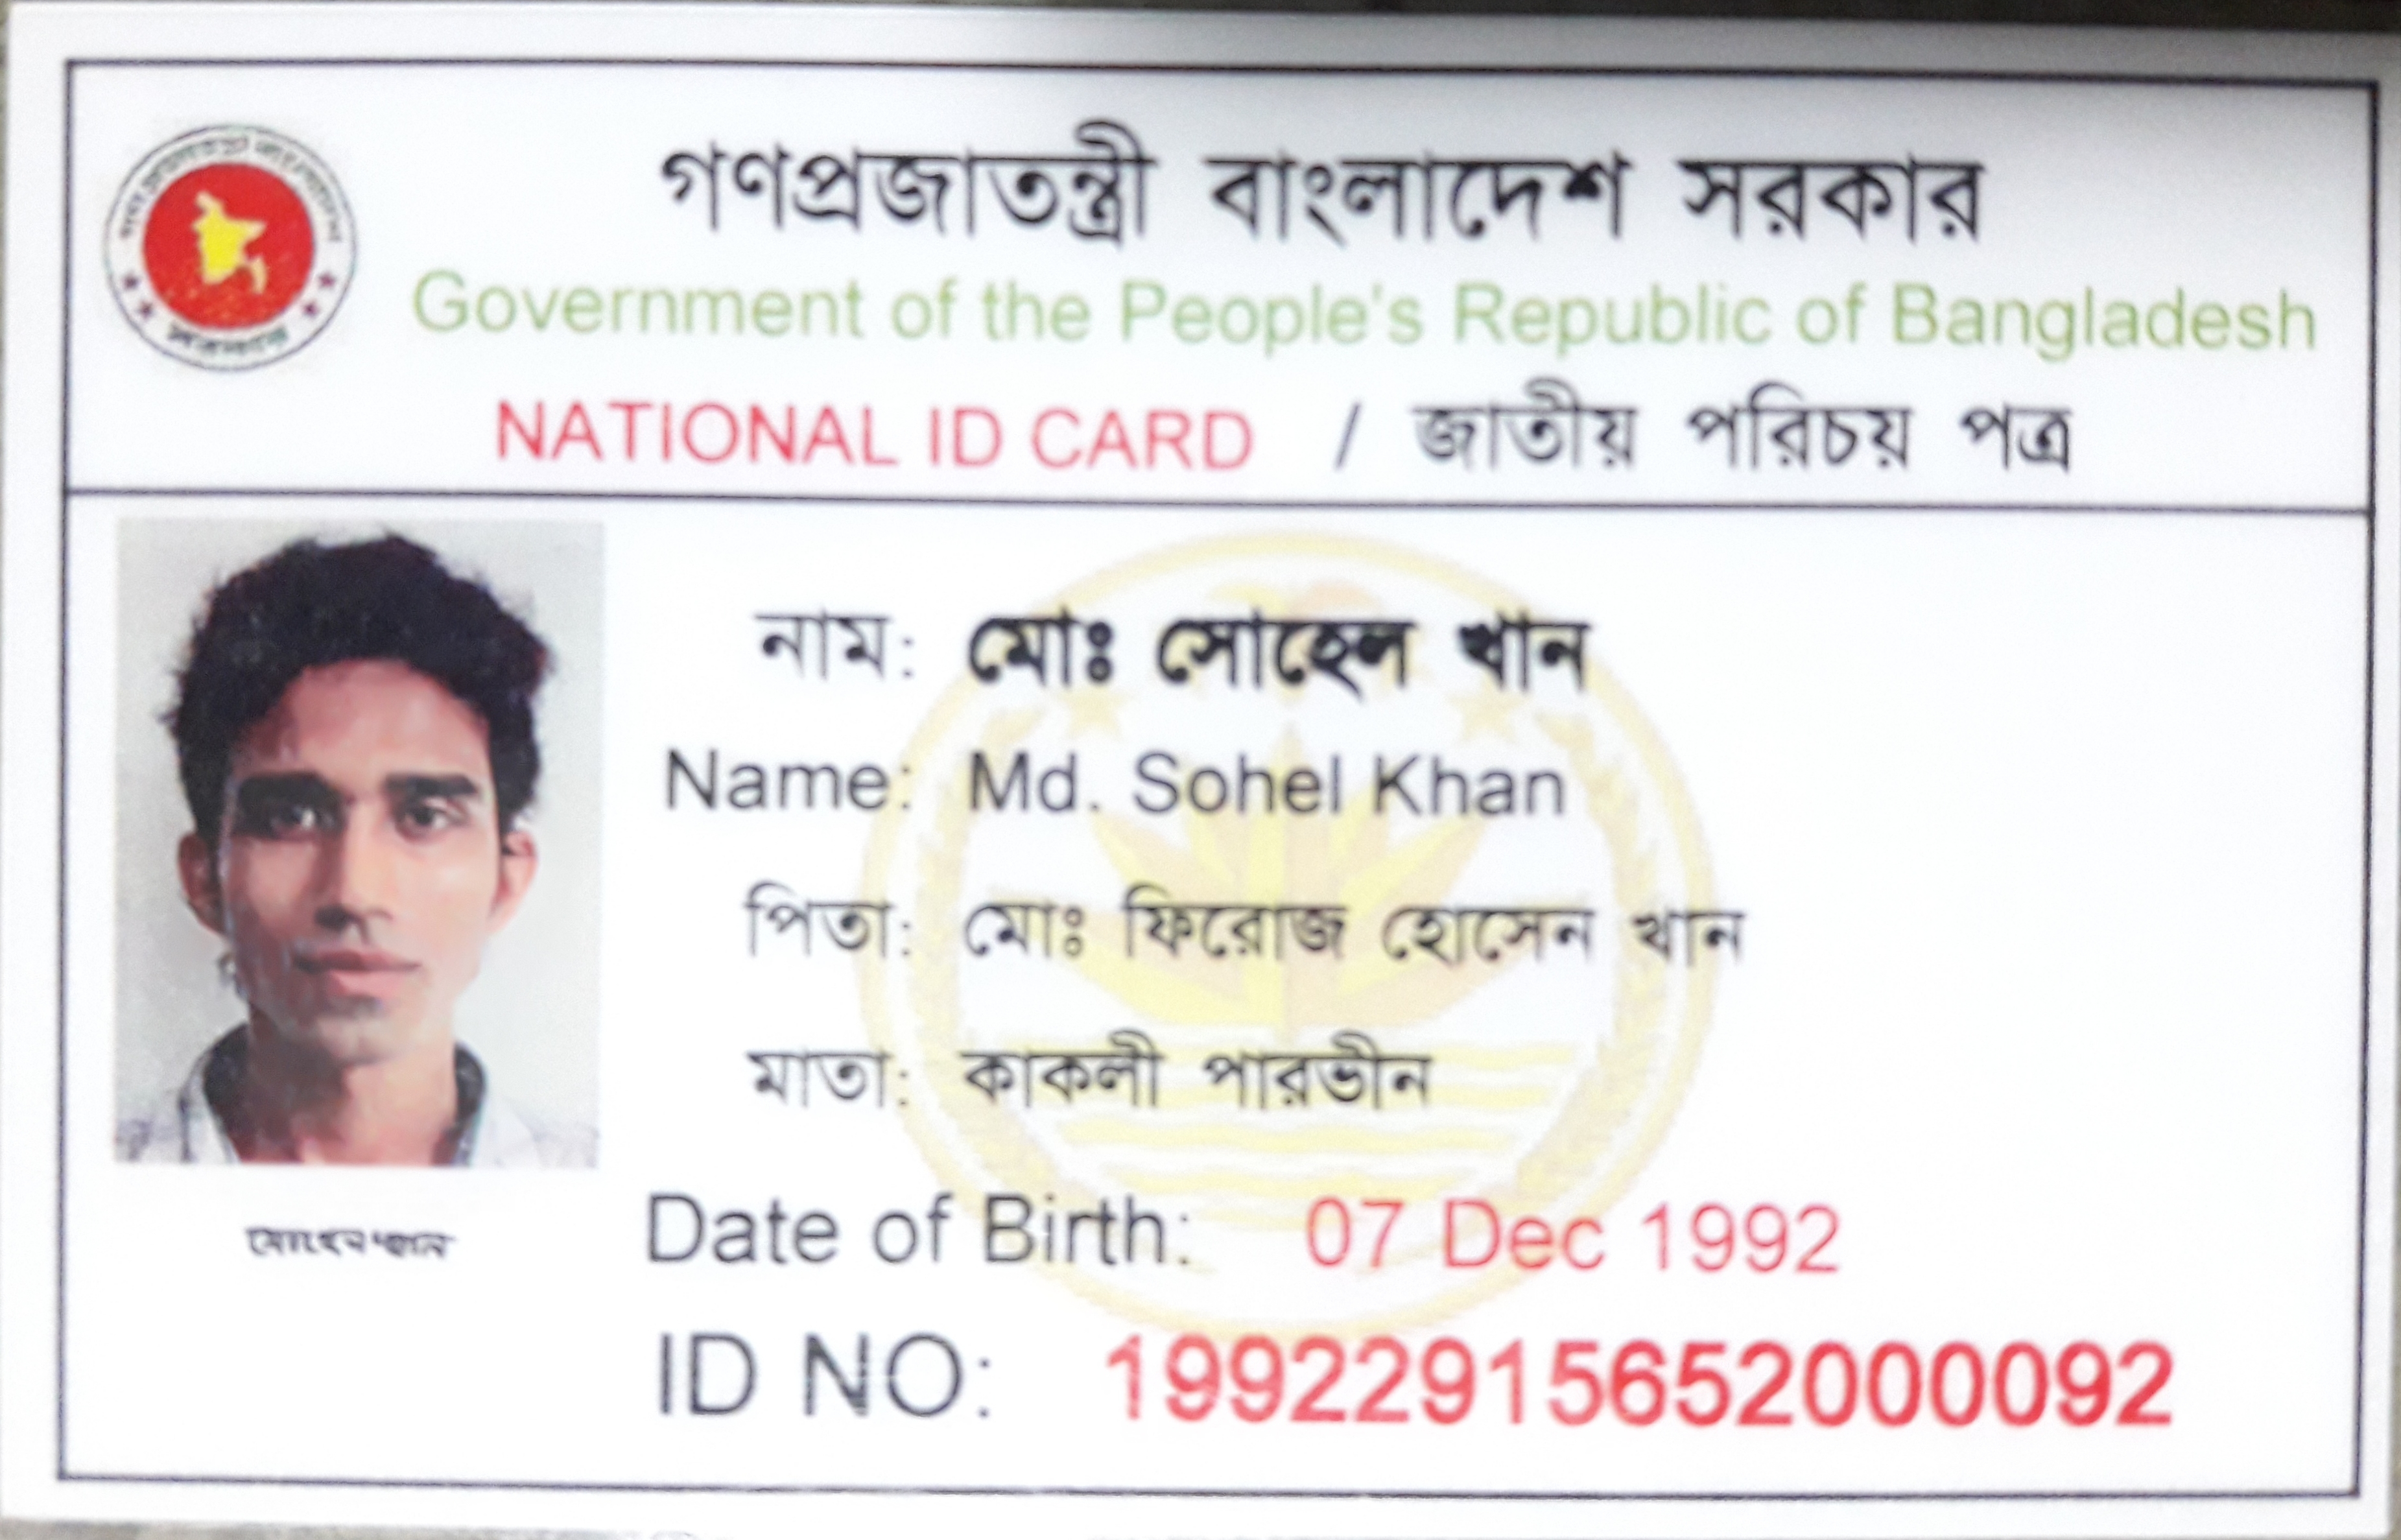 গণপ্রজাতন্ত্রী বাংলাদেশ সরকার
Government of the People's Republic of Bangladesh
NATIONAL ID CARD / জাতীয় পরিচয় পত্র
নাম: মোঃ সোহেল খান
Name: Md. Sohel Khan
পিতা: মোঃ ফিরোজ হোসেন খান
মাতা: কাকলী পারভীন
Date of Birth: 07 Dec 1992
ID NO: 19922915652000092